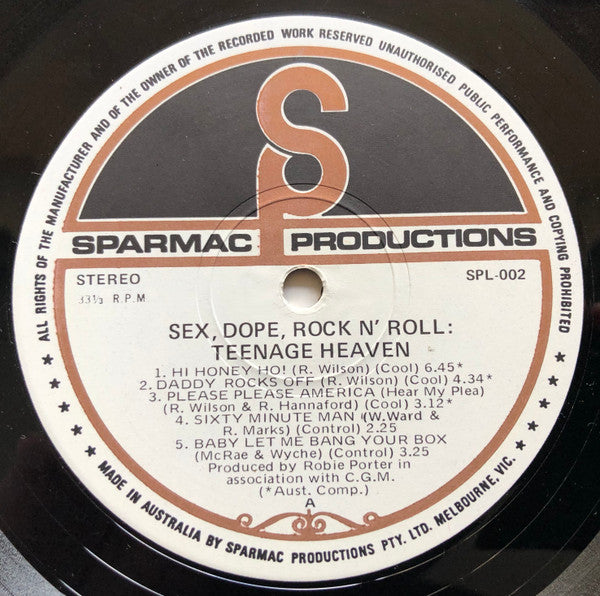 ALL RIGHTS OF THE MANUFACTURER AND OF THE OWNER OF THE RECORDED WORK RESERVED UNAUTHORISED PUBLIC PERFORMANCE AND COPYING PROHIBITED
SP
SPARMAC PRODUCTIONS
STEREO SPL-002
33⅓ R.P.M
SEX, DOPE, ROCK N' ROLL:
TEENAGE HEAVEN
1. HI HONEY HO! (R. Wilson) (Cool) 6.45*
2. DADDY ROCKS OFF (R. Wilson) (Cool) 4.34*
3. PLEASE PLEASE AMERICA (Hear My Plea)
(R. Wilson & R. Hannaford) (Cool) 3.12*
4. SIXTY MINUTE MAN (W.Ward &
R. Marks) (Control) 2.25
5. BABY LET ME BANG YOUR BOX
(McRae & Wyche) (Control) 3.25
Produced by Robie Porter in
association with C.G.M.
(*Aust. Comp.)
A
★ MADE IN AUSTRALIA BY SPARMAC PRODUCTIONS PTY. LTD. MELBOURNE, VIC. ★